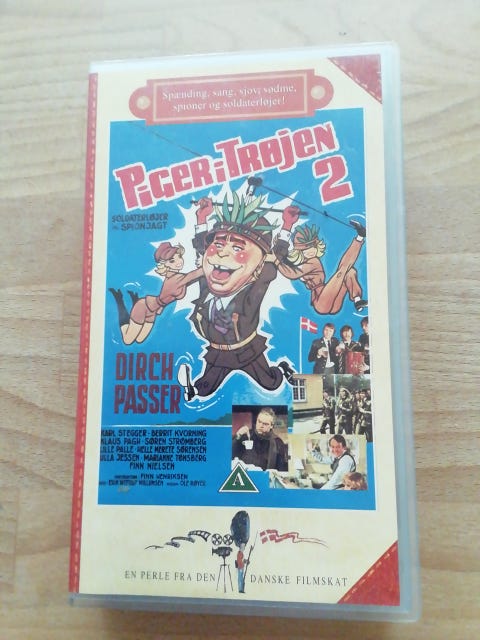 Spænding, sang, sjov, sødme,
spioner og soldaterløjer!
PigeriTrøjen
2
SOLDATERLØJER
OG SPIONJAGT
DIRCH
PASSER
KARL STEGGER - BERRIT KVORNING
KLAUS PAGH - SØREN STRØMBERG
LILLE PALLE - HELLE MERETE SØRENSEN
ULLA JESSEN - MARIANNE TØNSBERG
FINN NIELSEN
FINN HENRIKSEN
A
EN PERLE FRA DEN DANSKE FILMSKAT